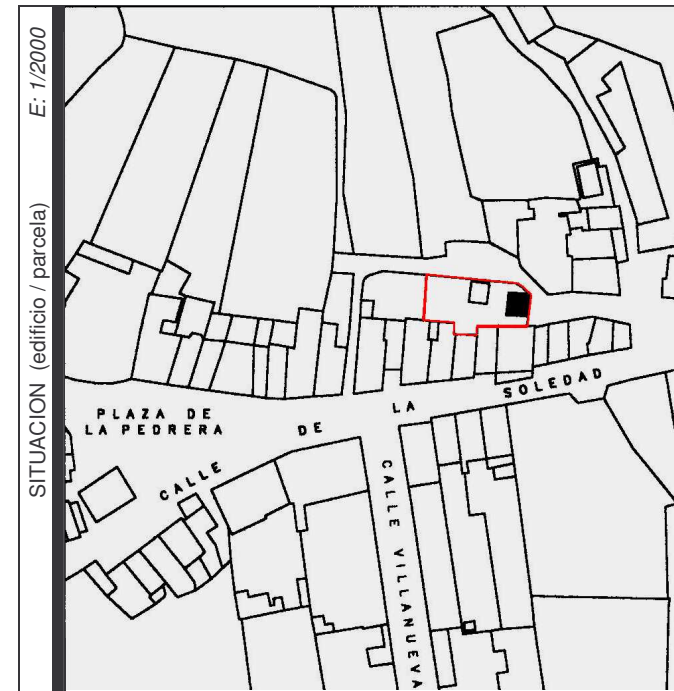 SITUACION (edificio / parcela) E: 1/2000
PLAZA DE
LA PEDRERA
CALLE DE LA SOLEDAD
CALLE VILLANUEVA